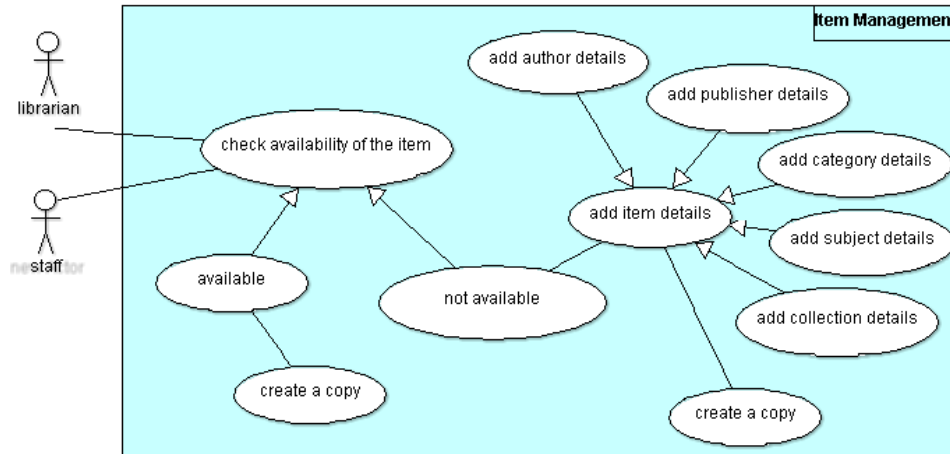 Item Management
librarian
staff
check availability of the item
available
not available
create a copy
add author details
add publisher details
add category details
add item details
add subject details
add collection details
create a copy